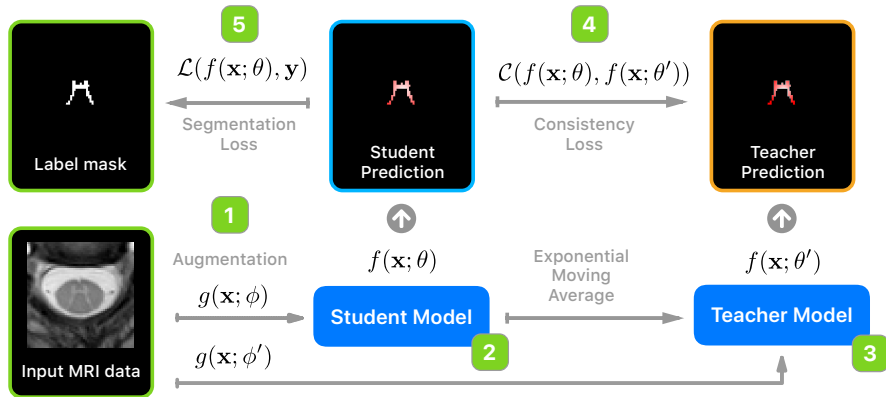 5
4
L(f(x; θ), y)
C(f(x; θ), f(x; θ′))
Segmentation
Loss
Consistency
Loss
Label mask
Student
Prediction
Teacher
Prediction
1
Augmentation
f(x; θ)
Exponential
Moving
Average
f(x; θ′)
g(x; ϕ)
Student Model
Teacher Model
2
3
g(x; ϕ′)
Input MRI data